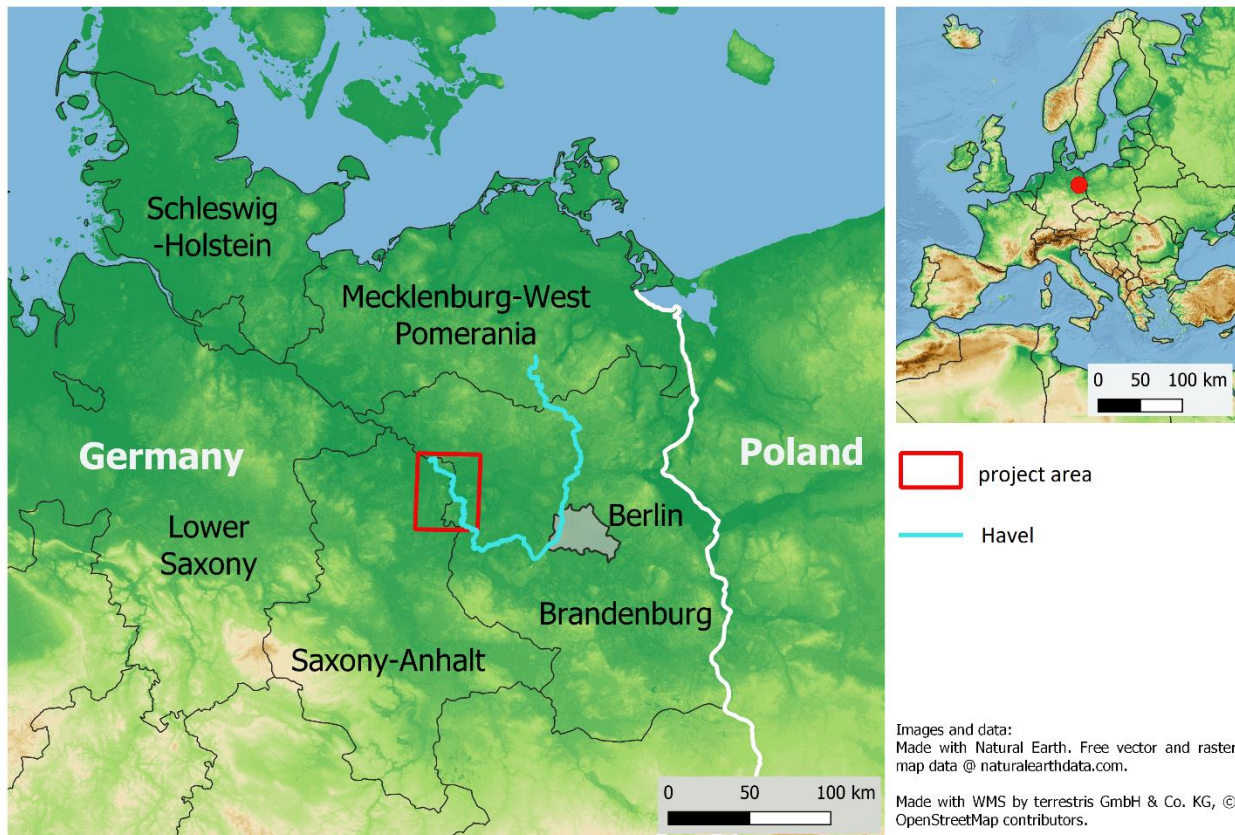 Schleswig
-Holstein
Mecklenburg-West
Pomerania
Germany
Poland
Lower
Saxony
Berlin
Brandenburg
Saxony-Anhalt
0 50 100 km
0 50 100 km
project area
Havel
Images and data:
Made with Natural Earth. Free vector and raster
map data @ naturalearthdata.com.
Made with WMS by terrestris GmbH & Co. KG, ©
OpenStreetMap contributors.